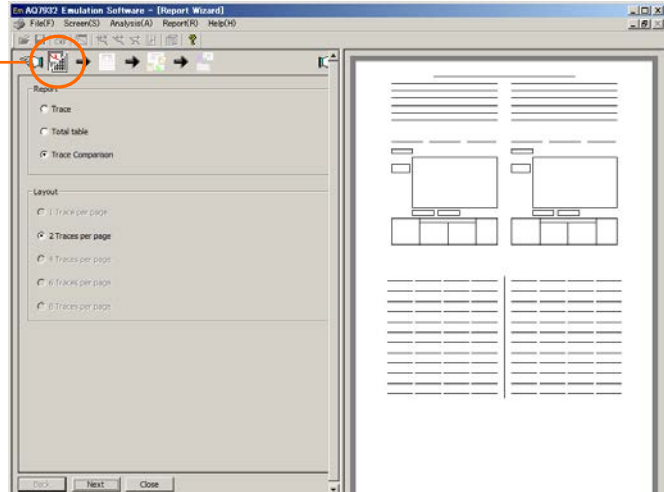 Em AQ7932 Emulation Software - [Report Wizard]
File(F) Screen(S) Analysis(A) Report(R) Help(H)
Report
Trace
Total table
Trace Comparison
Layout
1 Trace per page
2 Traces per page
4 Traces per page
6 Traces per page
8 Traces per page
Back Next Close